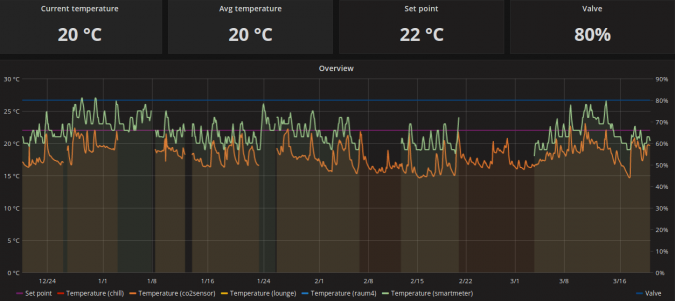 Current temperature
Avg temperature
Set point
Valve
20 °C
20 °C
22 °C
80%
Overview
30 °C
25 °C
20 °C
15 °C
10 °C
5 °C
0 °C
90%
80%
70%
60%
50%
40%
30%
20%
10%
0%
12/24 1/1 1/8 1/16 1/24 2/1 2/8 2/15 2/22 3/1 3/8 3/16
Set point Temperature (chill) Temperature (co2sensor) Temperature (lounge) Temperature (raum4) Temperature (smartmeter) Valve